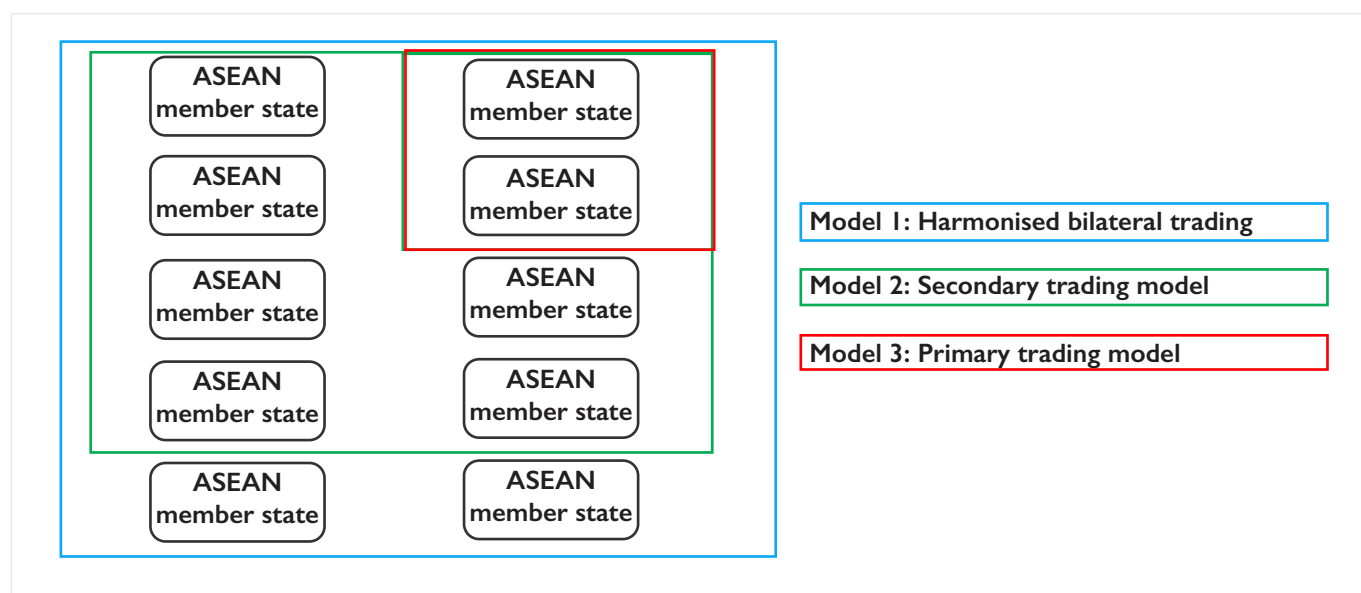 ASEAN
member state
ASEAN
member state
ASEAN
member state
ASEAN
member state
ASEAN
member state
ASEAN
member state
ASEAN
member state
ASEAN
member state
ASEAN
member state
ASEAN
member state
Model 1: Harmonised bilateral trading
Model 2: Secondary trading model
Model 3: Primary trading model